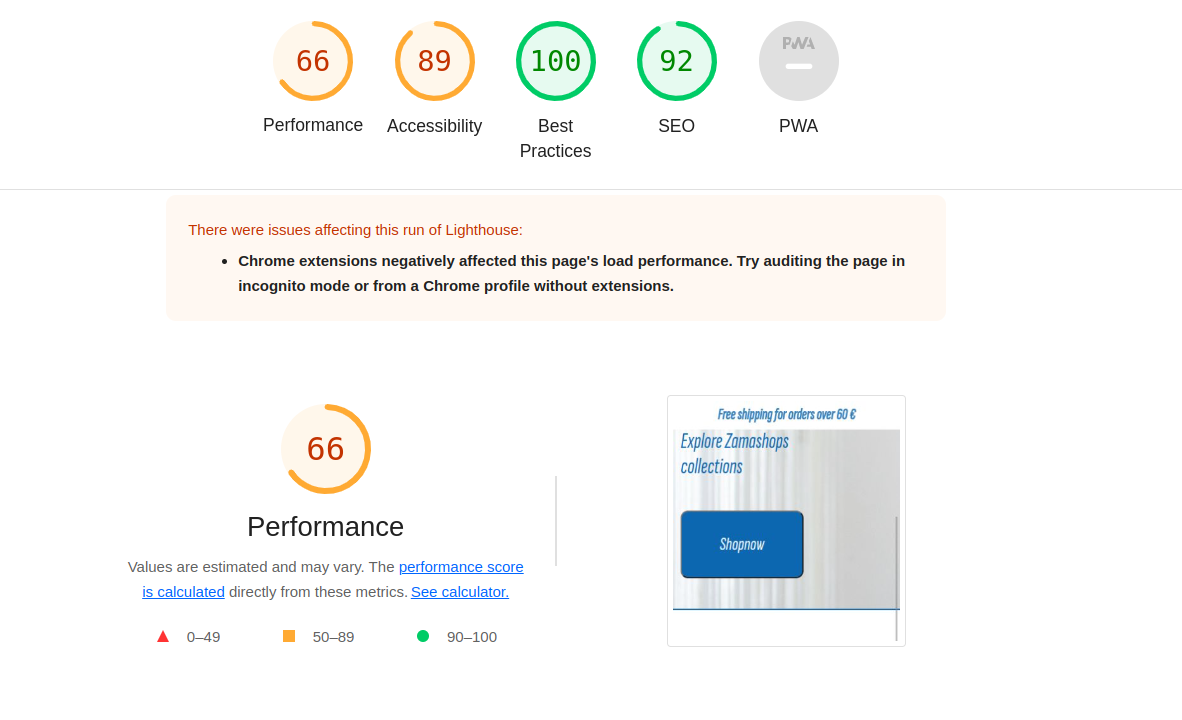 66
89
100
92
PWA
Performance
Accessibility
Best
Practices
SEO
PWA
There were issues affecting this run of Lighthouse:
• Chrome extensions negatively affected this page's load performance. Try auditing the page in
incognito mode or from a Chrome profile without extensions.
66
Performance
Values are estimated and may vary. The performance score
is calculated directly from these metrics. See calculator.
0–49
50–89
90–100
Free shipping for orders over 60 €
Explore Zamashops
collections
Shopnow